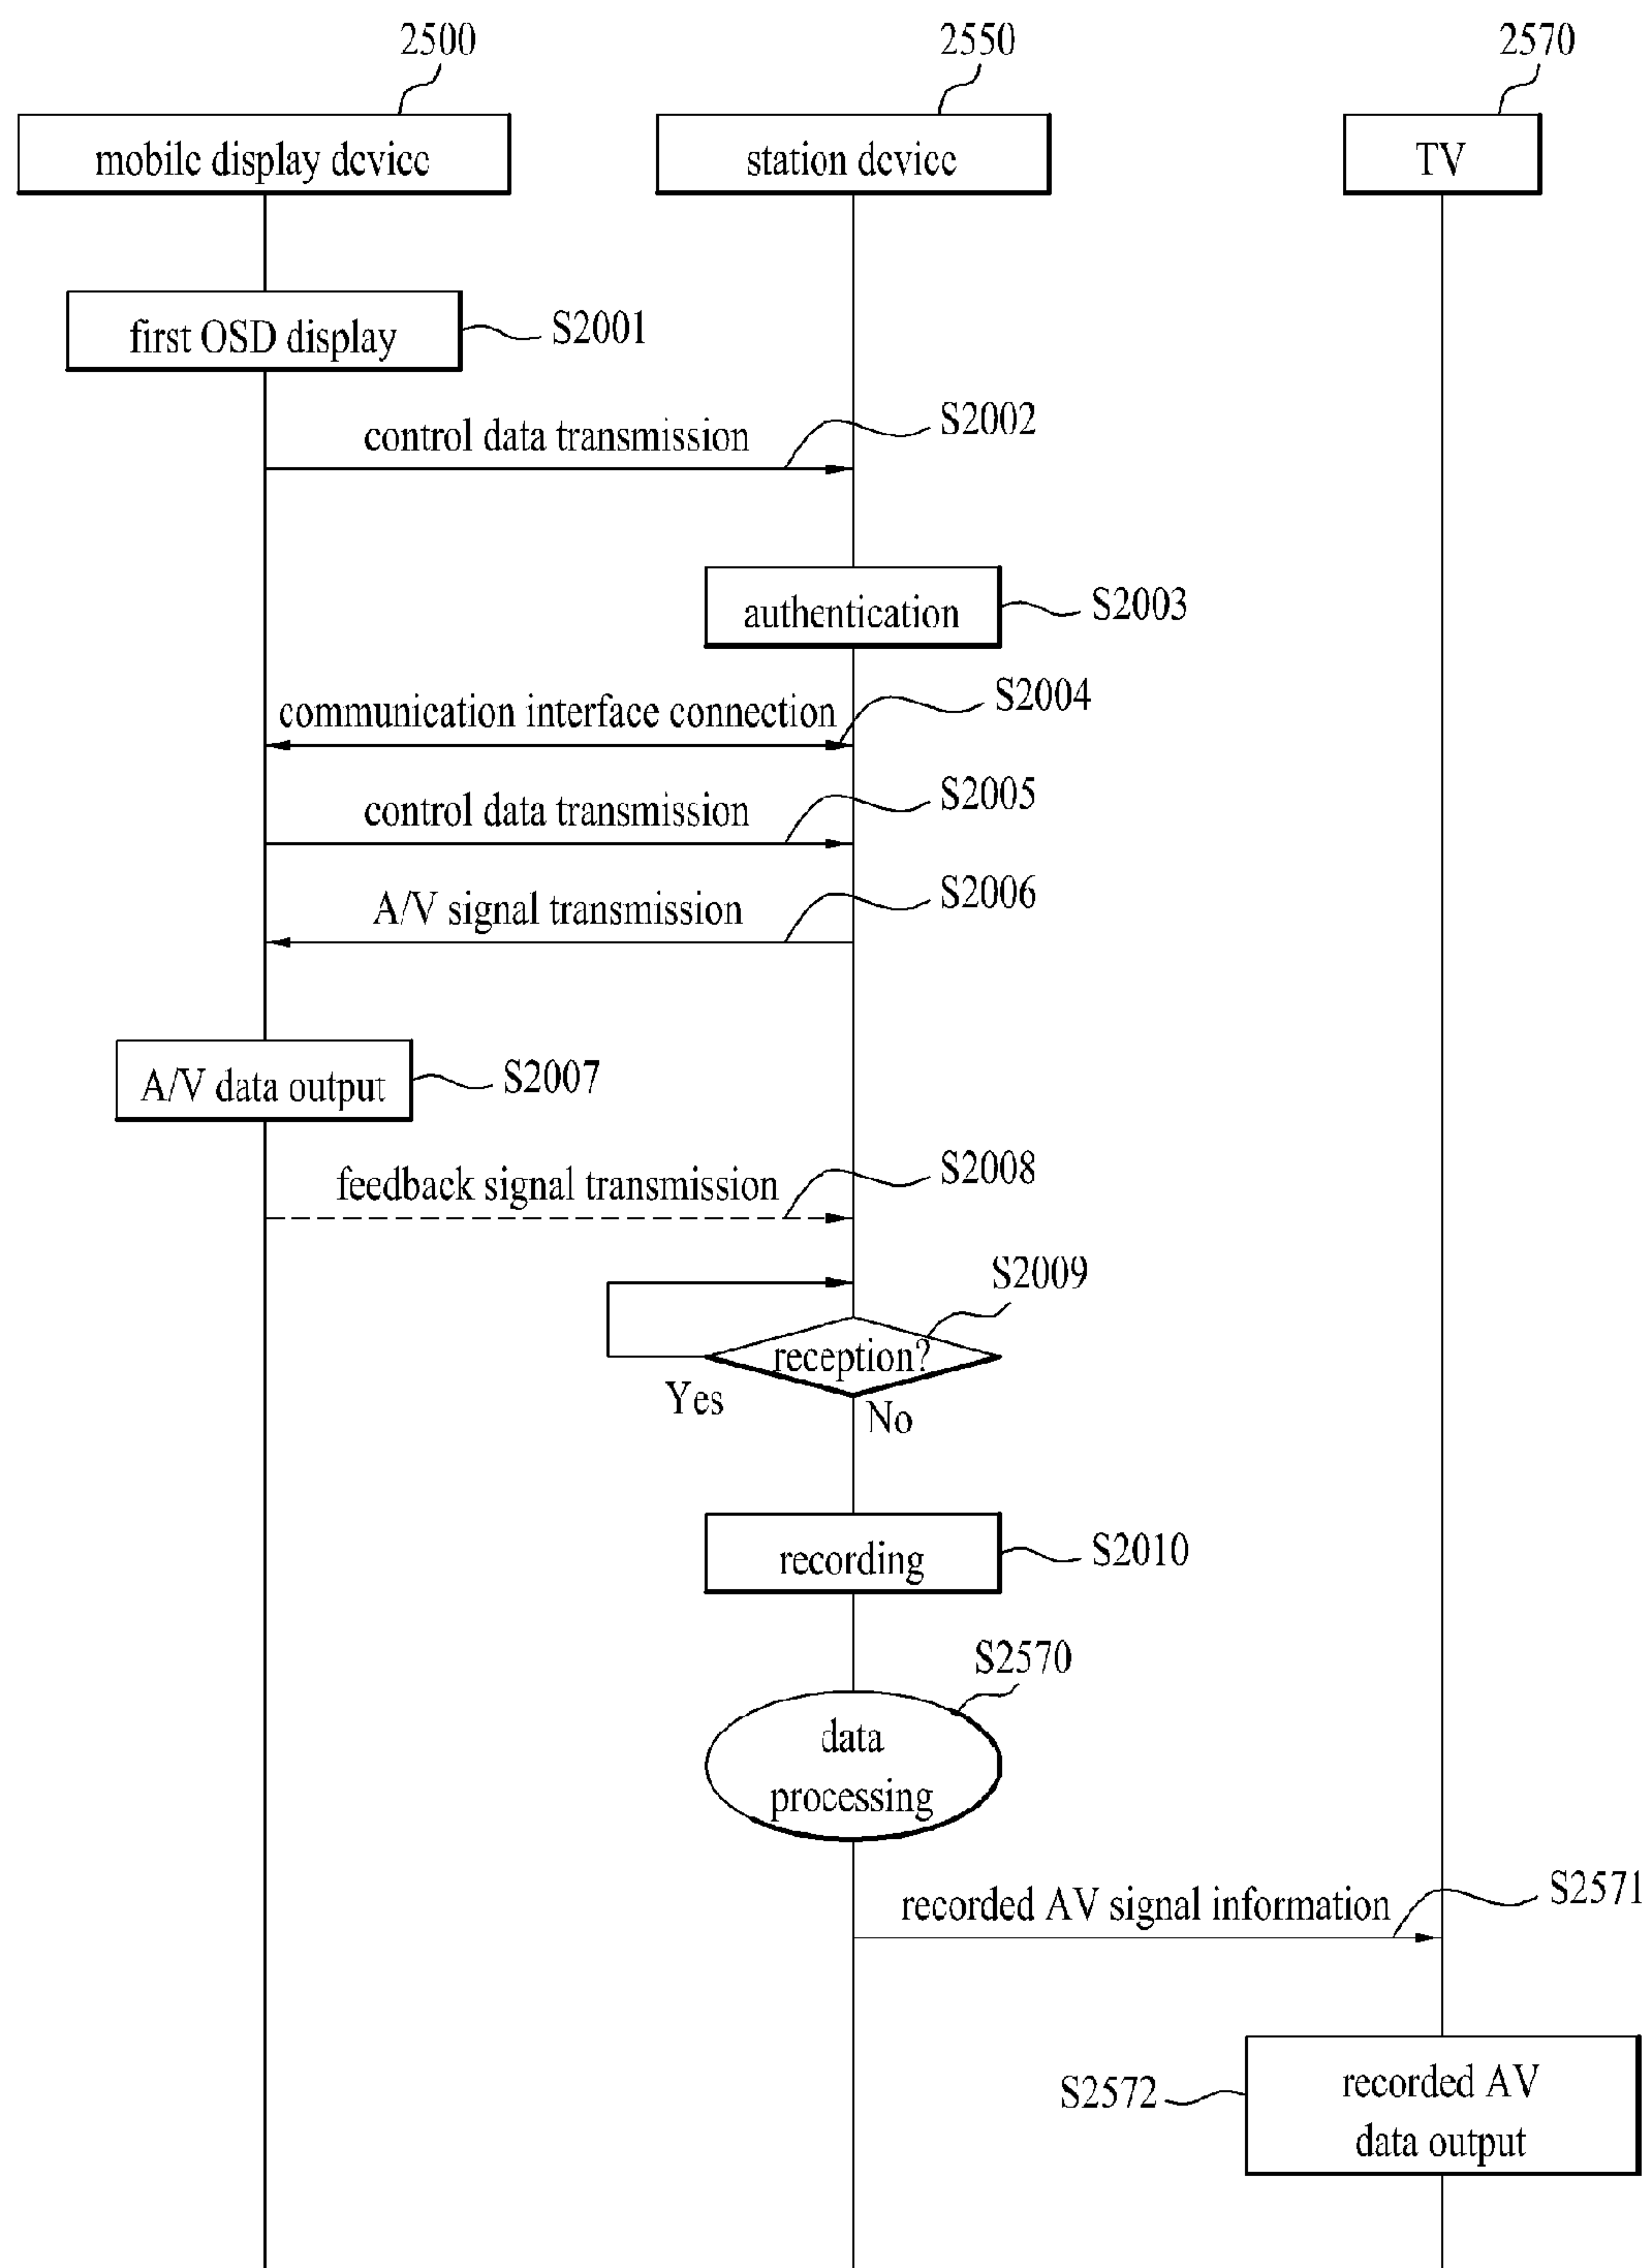 2500
2550
2570
mobile display device
station device
TV
first OSD display
S2001
control data transmission
S2002
authentication
S2003
communication interface connection
S2004
control data transmission
S2005
A/V signal transmission
S2006
A/V data output
S2007
feedback signal transmission
S2008
S2009
reception?
Yes
No
recording
S2010
S2570
data
processing
recorded AV signal information
S2571
S2572
recorded AV
data output